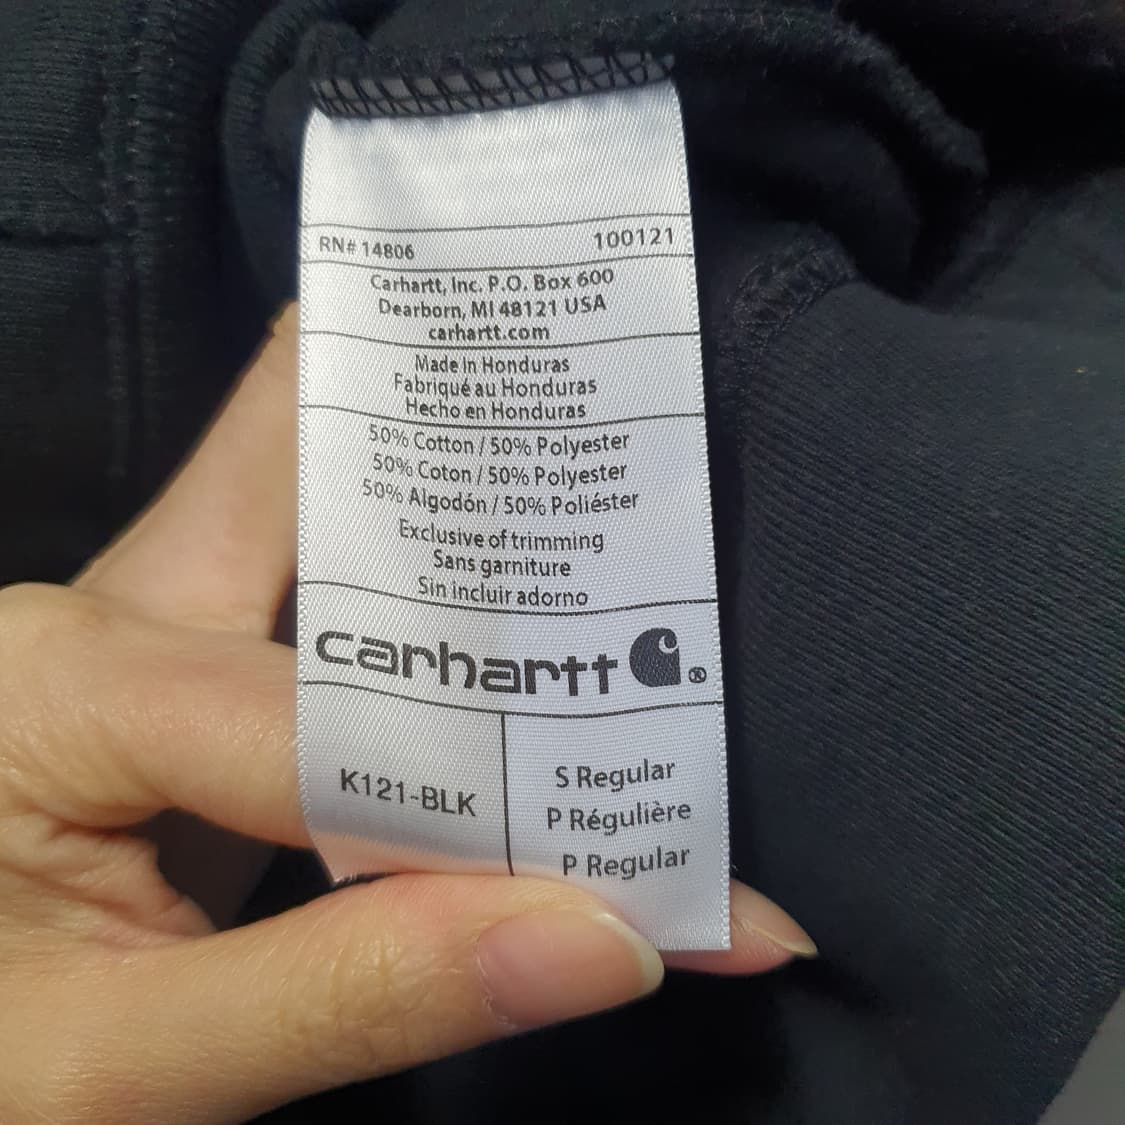 RN# 14806 100121
Carhartt, Inc. P.O. Box 600
Dearborn, MI 48121 USA
carhartt.com
Made in Honduras
Fabriqué au Honduras
Hecho en Honduras
50% Cotton / 50% Polyester
50% Coton / 50% Polyester
50% Algodón / 50% Poliéster
Exclusive of trimming
Sans garniture
Sin incluir adorno
carhartt ®
K121-BLK
S Regular
P Régulière
P Regular